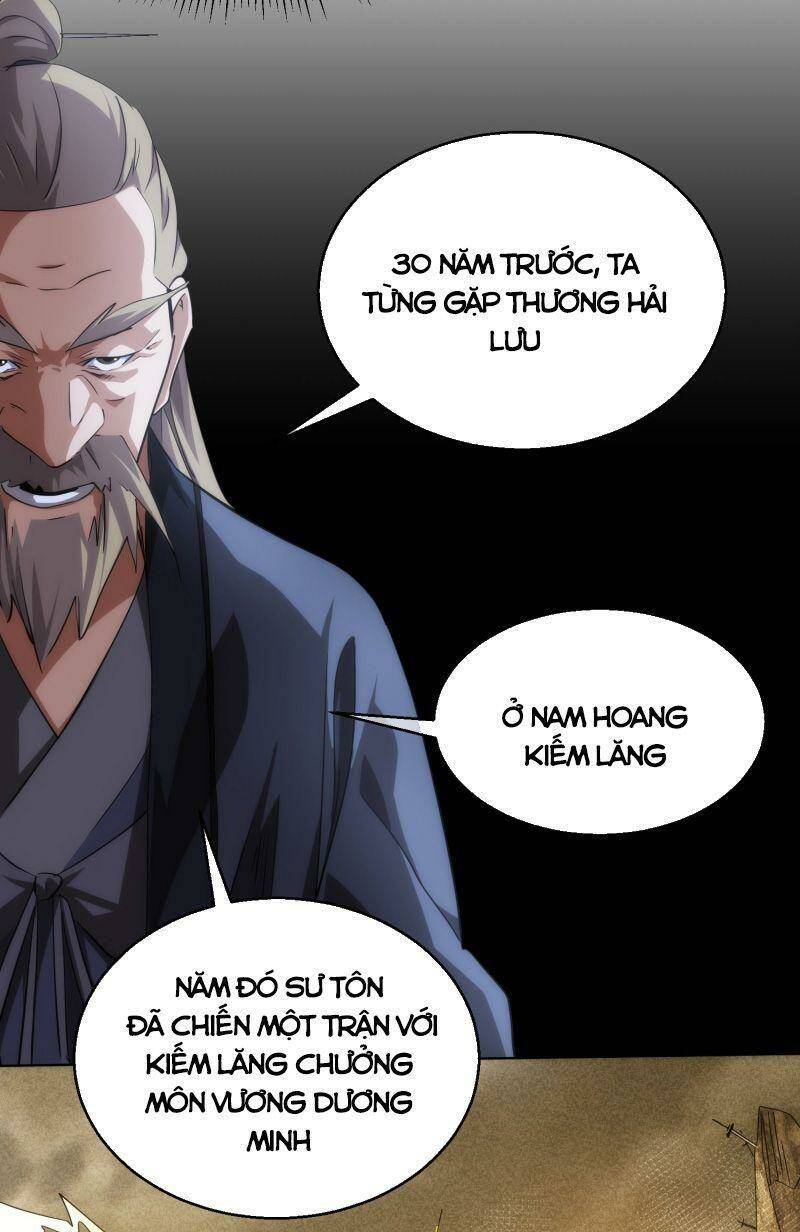 30 NĂM TRƯỚC, TA
TỪNG GẶP THƯƠNG HẢI
LƯU
Ở NAM HOANG
KIẾM LĂNG
NĂM ĐÓ SƯ TÔN
ĐÃ CHIẾN MỘT TRẬN VỚI
KIẾM LĂNG CHƯỞNG
MÔN VƯƠNG DƯƠNG
MINH